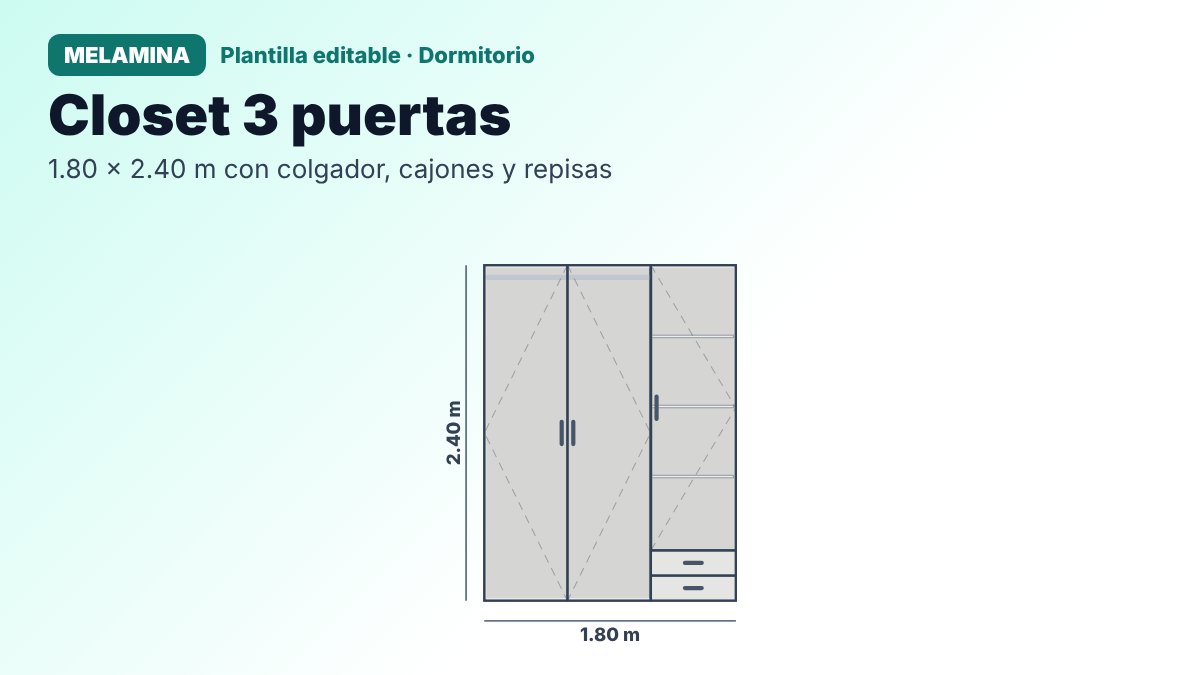 MELAMINA Plantilla editable · Dormitorio
Closet 3 puertas
1.80 × 2.40 m con colgador, cajones y repisas
2.40 m
1.80 m